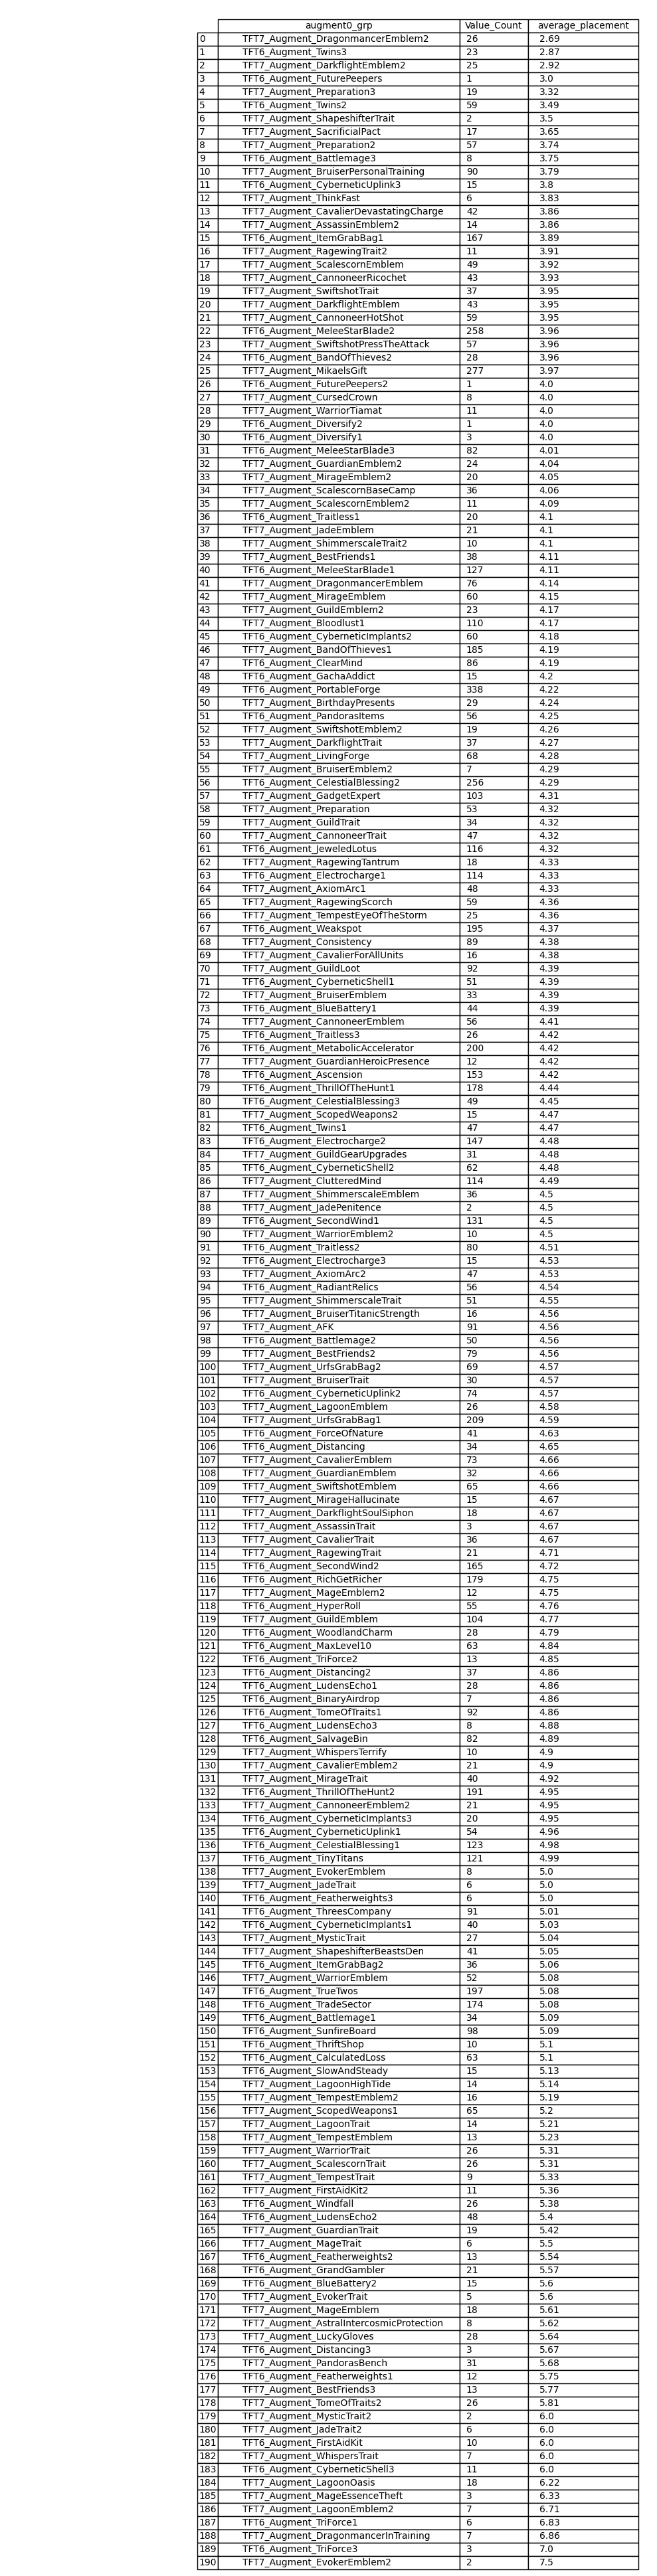 augment0_grp Value_Count average_placement
0 TFT7_Augment_DragonmancerEmblem2 26 2.69
1 TFT6_Augment_Twins3 23 2.87
2 TFT7_Augment_DarkflightEmblem2 25 2.92
3 TFT6_Augment_FuturePeepers 1 3.0
4 TFT7_Augment_Preparation3 19 3.32
5 TFT6_Augment_Twins2 59 3.49
6 TFT7_Augment_ShapeshifterTrait 2 3.5
7 TFT7_Augment_SacrificialPact 17 3.65
8 TFT7_Augment_Preparation2 57 3.74
9 TFT6_Augment_Battlemage3 8 3.75
10 TFT7_Augment_BruiserPersonalTraining 90 3.79
11 TFT6_Augment_CyberneticUplink3 15 3.8
12 TFT7_Augment_ThinkFast 6 3.83
13 TFT7_Augment_CavalierDevastatingCharge 42 3.86
14 TFT7_Augment_AssassinEmblem2 14 3.86
15 TFT6_Augment_ItemGrabBag1 167 3.89
16 TFT7_Augment_RagewingTrait2 11 3.91
17 TFT7_Augment_ScalescornEmblem 49 3.92
18 TFT7_Augment_CannoneerRicochet 43 3.93
19 TFT7_Augment_SwiftshotTrait 37 3.95
20 TFT7_Augment_DarkflightEmblem 43 3.95
21 TFT7_Augment_CannoneerHotShot 59 3.95
22 TFT6_Augment_MeleeStarBlade2 258 3.96
23 TFT7_Augment_SwiftshotPressTheAttack 57 3.96
24 TFT6_Augment_BandOfThieves2 28 3.96
25 TFT7_Augment_MikaelsGift 277 3.97
26 TFT6_Augment_FuturePeepers2 1 4.0
27 TFT7_Augment_CursedCrown 8 4.0
28 TFT7_Augment_WarriorTiamat 11 4.0
29 TFT6_Augment_Diversify2 1 4.0
30 TFT6_Augment_Diversify1 3 4.0
31 TFT6_Augment_MeleeStarBlade3 82 4.01
32 TFT7_Augment_GuardianEmblem2 24 4.04
33 TFT7_Augment_MirageEmblem2 20 4.05
34 TFT7_Augment_ScalescornBaseCamp 36 4.06
35 TFT7_Augment_ScalescornEmblem2 11 4.09
36 TFT6_Augment_Traitless1 20 4.1
37 TFT7_Augment_JadeEmblem 21 4.1
38 TFT7_Augment_ShimmerscaleTrait2 10 4.1
39 TFT7_Augment_BestFriends1 38 4.11
40 TFT6_Augment_MeleeStarBlade1 127 4.11
41 TFT7_Augment_DragonmancerEmblem 76 4.14
42 TFT7_Augment_MirageEmblem 60 4.15
43 TFT7_Augment_GuildEmblem2 23 4.17
44 TFT7_Augment_Bloodlust1 110 4.17
45 TFT6_Augment_CyberneticImplants2 60 4.18
46 TFT7_Augment_BandOfThieves1 185 4.19
47 TFT6_Augment_ClearMind 86 4.19
48 TFT7_Augment_GachaAddict 15 4.2
49 TFT6_Augment_PortableForge 338 4.22
50 TFT7_Augment_BirthdayPresents 29 4.24
51 TFT6_Augment_PandorasItems 56 4.25
52 TFT7_Augment_SwiftshotEmblem2 19 4.26
53 TFT7_Augment_DarkflightTrait 37 4.27
54 TFT7_Augment_LivingForge 68 4.28
55 TFT7_Augment_BruiserEmblem2 7 4.29
56 TFT6_Augment_CelestialBlessing2 256 4.29
57 TFT7_Augment_GadgetExpert 103 4.31
58 TFT7_Augment_Preparation 53 4.32
59 TFT7_Augment_GuildTrait 34 4.32
60 TFT7_Augment_CannoneerTrait 47 4.32
61 TFT6_Augment_JeweledLotus 116 4.32
62 TFT7_Augment_RagewingTantrum 18 4.33
63 TFT6_Augment_Electrocharge1 114 4.33
64 TFT7_Augment_AxiomArc1 48 4.33
65 TFT7_Augment_RagewingScorch 59 4.36
66 TFT7_Augment_TempestEyeOfTheStorm 25 4.36
67 TFT6_Augment_Weakspot 195 4.37
68 TFT7_Augment_Consistency 89 4.38
69 TFT7_Augment_CavalierForAllUnits 16 4.38
70 TFT7_Augment_GuildLoot 92 4.39
71 TFT6_Augment_CyberneticShell1 51 4.39
72 TFT7_Augment_BruiserEmblem 33 4.39
73 TFT6_Augment_BlueBattery1 44 4.39
74 TFT7_Augment_CannoneerEmblem 56 4.41
75 TFT6_Augment_Traitless3 26 4.42
76 TFT6_Augment_MetabolicAccelerator 200 4.42
77 TFT7_Augment_GuardianHeroicPresence 12 4.42
78 TFT6_Augment_Ascension 153 4.42
79 TFT6_Augment_ThrillOfTheHunt1 178 4.44
80 TFT6_Augment_CelestialBlessing3 49 4.45
81 TFT7_Augment_ScopedWeapons2 15 4.47
82 TFT6_Augment_Twins1 47 4.47
83 TFT6_Augment_Electrocharge2 147 4.48
84 TFT7_Augment_GuildGearUpgrades 31 4.48
85 TFT6_Augment_CyberneticShell2 62 4.48
86 TFT7_Augment_ClutteredMind 114 4.49
87 TFT7_Augment_ShimmerscaleEmblem 36 4.5
88 TFT7_Augment_JadePenitence 2 4.5
89 TFT6_Augment_SecondWind1 131 4.5
90 TFT7_Augment_WarriorEmblem2 10 4.5
91 TFT6_Augment_Traitless2 80 4.51
92 TFT6_Augment_Electrocharge3 15 4.53
93 TFT7_Augment_AxiomArc2 47 4.53
94 TFT6_Augment_RadiantRelics 56 4.54
95 TFT7_Augment_ShimmerscaleTrait 51 4.55
96 TFT7_Augment_BruiserTitanicStrength 16 4.56
97 TFT7_Augment_AFK 91 4.56
98 TFT6_Augment_Battlemage2 50 4.56
99 TFT7_Augment_BestFriends2 79 4.56
100 TFT7_Augment_UrfsGrabBag2 69 4.57
101 TFT7_Augment_BruiserTrait 30 4.57
102 TFT6_Augment_CyberneticUplink2 74 4.57
103 TFT7_Augment_LagoonEmblem 26 4.58
104 TFT7_Augment_UrfsGrabBag1 209 4.59
105 TFT6_Augment_ForceOfNature 41 4.63
106 TFT6_Augment_Distancing 34 4.65
107 TFT7_Augment_CavalierEmblem 73 4.66
108 TFT7_Augment_GuardianEmblem 32 4.66
109 TFT7_Augment_SwiftshotEmblem 65 4.66
110 TFT7_Augment_MirageHallucinate 15 4.67
111 TFT7_Augment_DarkflightSoulSiphon 18 4.67
112 TFT7_Augment_AssassinTrait 3 4.67
113 TFT7_Augment_CavalierTrait 36 4.67
114 TFT7_Augment_RagewingTrait 21 4.71
115 TFT6_Augment_SecondWind2 165 4.72
116 TFT6_Augment_RichGetRicher 179 4.75
117 TFT7_Augment_MageEmblem2 12 4.75
118 TFT6_Augment_HyperRoll 55 4.76
119 TFT7_Augment_GuildEmblem 104 4.77
120 TFT6_Augment_WoodlandCharm 28 4.79
121 TFT6_Augment_MaxLevel10 63 4.84
122 TFT6_Augment_TriForce2 13 4.85
123 TFT6_Augment_Distancing2 37 4.86
124 TFT6_Augment_LudensEcho1 28 4.86
125 TFT6_Augment_BinaryAirdrop 7 4.86
126 TFT6_Augment_TomeOfTraits1 92 4.86
127 TFT6_Augment_LudensEcho3 8 4.88
128 TFT6_Augment_SalvageBin 82 4.89
129 TFT7_Augment_WhispersTerrify 10 4.9
130 TFT7_Augment_CavalierEmblem2 21 4.9
131 TFT7_Augment_MirageTrait 40 4.92
132 TFT6_Augment_ThrillOfTheHunt2 191 4.95
133 TFT7_Augment_CannoneerEmblem2 21 4.95
134 TFT6_Augment_CyberneticImplants3 20 4.95
135 TFT6_Augment_CyberneticUplink1 54 4.96
136 TFT6_Augment_CelestialBlessing1 123 4.98
137 TFT6_Augment_TinyTitans 121 4.99
138 TFT7_Augment_EvokerEmblem 8 5.0
139 TFT7_Augment_JadeTrait 6 5.0
140 TFT6_Augment_Featherweights3 6 5.0
141 TFT6_Augment_ThreesCompany 91 5.01
142 TFT6_Augment_CyberneticImplants1 40 5.03
143 TFT7_Augment_MysticTrait 27 5.04
144 TFT7_Augment_ShapeshifterBeastsDen 41 5.05
145 TFT6_Augment_ItemGrabBag2 36 5.06
146 TFT7_Augment_WarriorEmblem 52 5.08
147 TFT6_Augment_TrueTwos 197 5.08
148 TFT6_Augment_TradeSector 174 5.08
149 TFT6_Augment_Battlemage1 34 5.09
150 TFT6_Augment_SunfireBoard 98 5.09
151 TFT6_Augment_ThriftShop 10 5.1
152 TFT6_Augment_CalculatedLoss 63 5.1
153 TFT6_Augment_SlowAndSteady 15 5.13
154 TFT7_Augment_LagoonHighTide 14 5.14
155 TFT7_Augment_TempestEmblem2 16 5.19
156 TFT6_Augment_ScopedWeapons1 65 5.2
157 TFT7_Augment_LagoonTrait 14 5.21
158 TFT7_Augment_TempestEmblem 13 5.23
159 TFT7_Augment_WarriorTrait 26 5.31
160 TFT7_Augment_ScalescornTrait 26 5.31
161 TFT7_Augment_TempestTrait 9 5.33
162 TFT7_Augment_FirstAidKit2 11 5.36
163 TFT6_Augment_Windfall 26 5.38
164 TFT6_Augment_LudensEcho2 48 5.4
165 TFT7_Augment_GuardianTrait 19 5.42
166 TFT7_Augment_MageTrait 6 5.5
167 TFT6_Augment_Featherweights2 13 5.54
168 TFT6_Augment_GrandGambler 21 5.57
169 TFT6_Augment_BlueBattery2 15 5.6
170 TFT7_Augment_EvokerTrait 5 5.6
171 TFT7_Augment_MageEmblem 18 5.61
172 TFT7_Augment_AstralIntercosmicProtection 8 5.62
173 TFT7_Augment_LuckyGloves 28 5.64
174 TFT6_Augment_Distancing3 3 5.67
175 TFT7_Augment_PandorasBench 31 5.68
176 TFT6_Augment_Featherweights1 12 5.75
177 TFT7_Augment_BestFriends3 13 5.77
178 TFT7_Augment_TomeOfTraits2 26 5.81
179 TFT7_Augment_MysticTrait2 2 6.0
180 TFT7_Augment_JadeTrait2 6 6.0
181 TFT6_Augment_FirstAidKit 10 6.0
182 TFT7_Augment_WhispersTrait 7 6.0
183 TFT6_Augment_CyberneticShell3 11 6.0
184 TFT7_Augment_LagoonOasis 18 6.22
185 TFT7_Augment_MageEssenceTheft 3 6.33
186 TFT7_Augment_LagoonEmblem2 7 6.71
187 TFT6_Augment_TriForce1 6 6.83
188 TFT7_Augment_DragonmancerInTraining 7 6.86
189 TFT6_Augment_TriForce3 3 7.0
190 TFT7_Augment_EvokerEmblem2 2 7.5